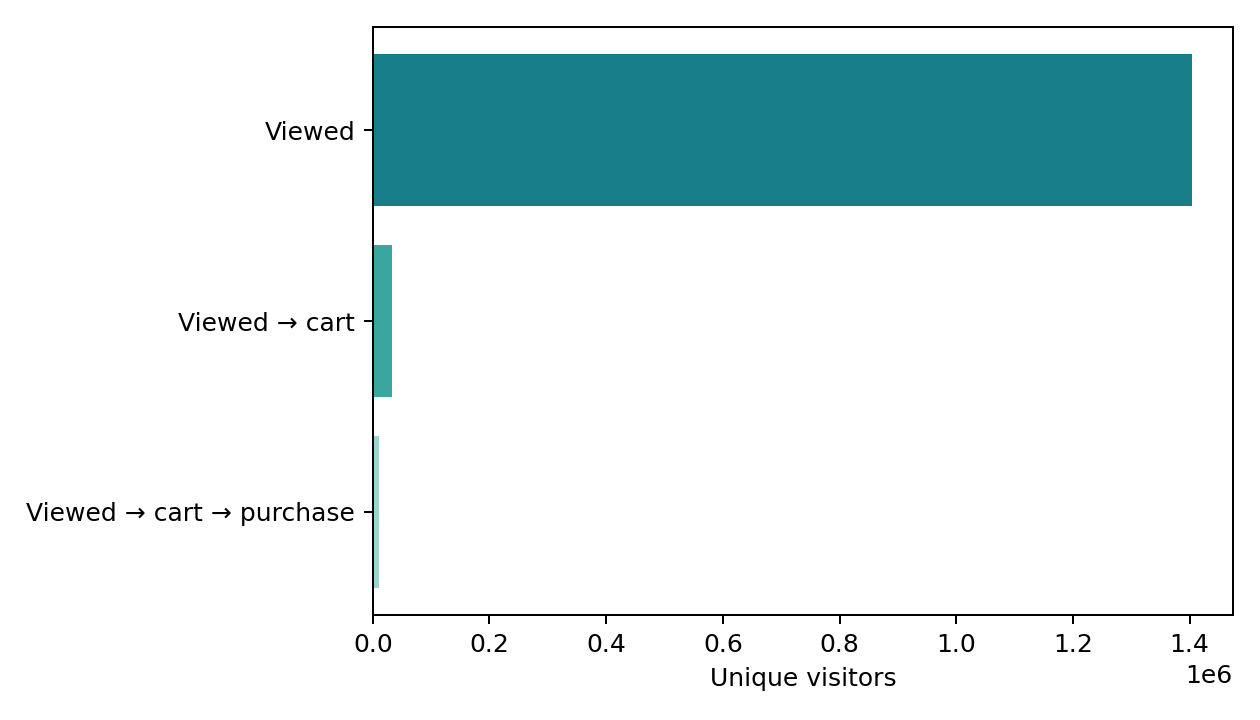 Viewed
Viewed → cart
Viewed → cart → purchase
0.0 0.2 0.4 0.6 0.8 1.0 1.2 1.4
1e6
Unique visitors